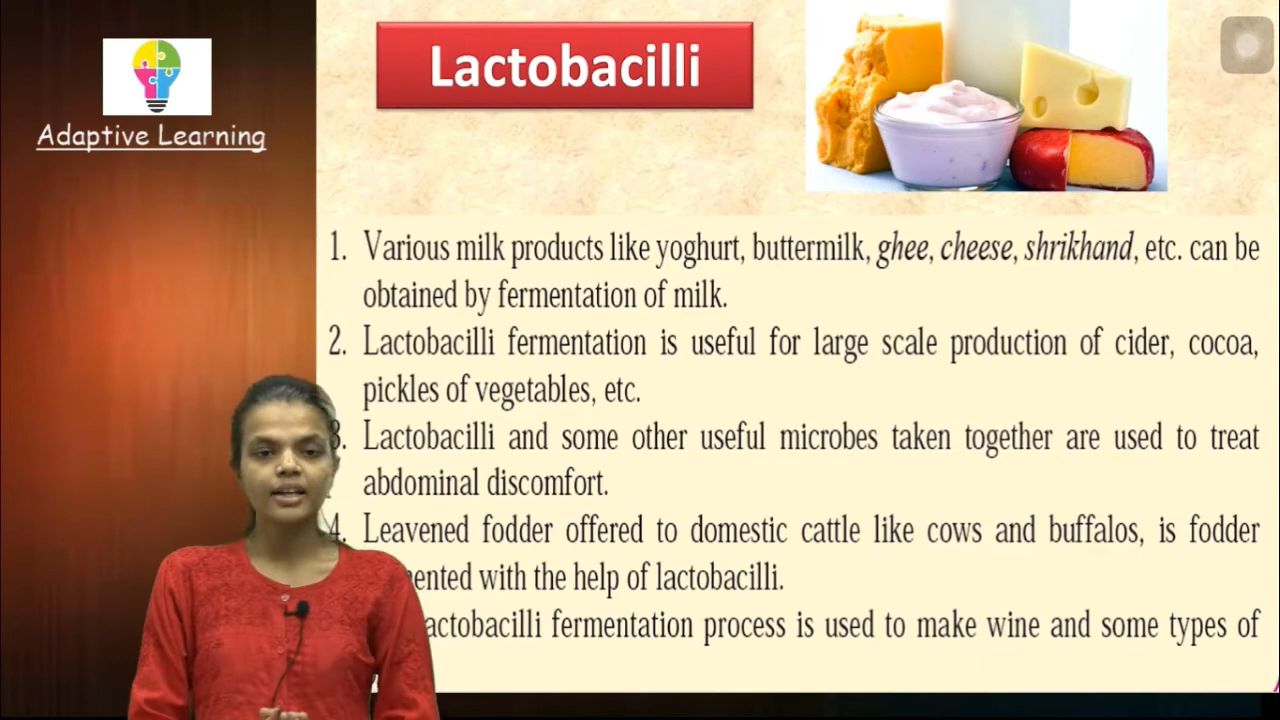 Lactobacilli
Adaptive Learning
1. Various milk products like yoghurt, buttermilk, ghee, cheese, shrikhand, etc. can be
obtained by fermentation of milk.
2. Lactobacilli fermentation is useful for large scale production of cider, cocoa,
pickles of vegetables, etc.
3. Lactobacilli and some other useful microbes taken together are used to treat
abdominal discomfort.
4. Leavened fodder offered to domestic cattle like cows and buffalos, is fodder
with the help of lactobacilli.
fermentation process is used to make wine and some types of